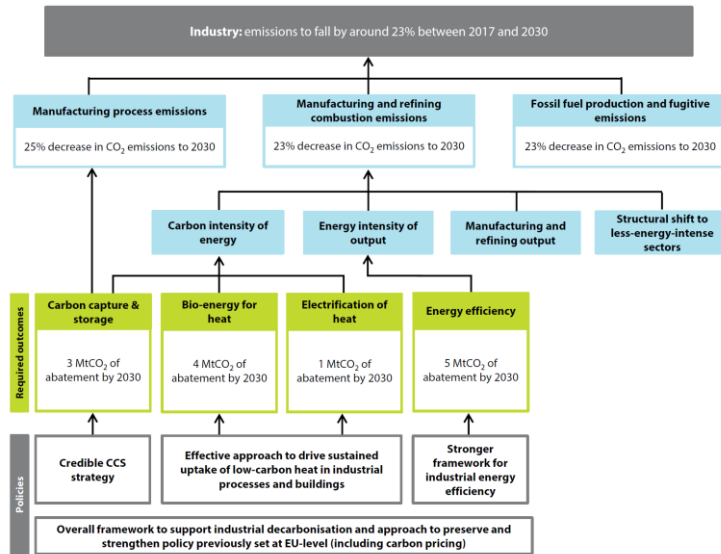 Industry: emissions to fall by around 23% between 2017 and 2030
Manufacturing process emissions
25% decrease in CO₂ emissions to 2030
Manufacturing and refining
combustion emissions
23% decrease in CO₂ emissions to 2030
Fossil fuel production and fugitive
emissions
23% decrease in CO₂ emissions to 2030
Carbon intensity of
energy
Energy intensity of
output
Manufacturing and
refining output
Structural shift to
less-energy-intense
sectors
Required outcomes
Carbon capture &
storage
3 MtCO₂ of
abatement by 2030
Bio-energy for
heat
4 MtCO₂ of
abatement by 2030
Electrification of
heat
1 MtCO₂ of
abatement by 2030
Energy efficiency
5 MtCO₂ of
abatement by 2030
Policies
Credible CCS
strategy
Effective approach to drive sustained
uptake of low-carbon heat in industrial
processes and buildings
Stronger
framework for
industrial energy
efficiency
Overall framework to support industrial decarbonisation and approach to preserve and
strengthen policy previously set at EU-level (including carbon pricing)